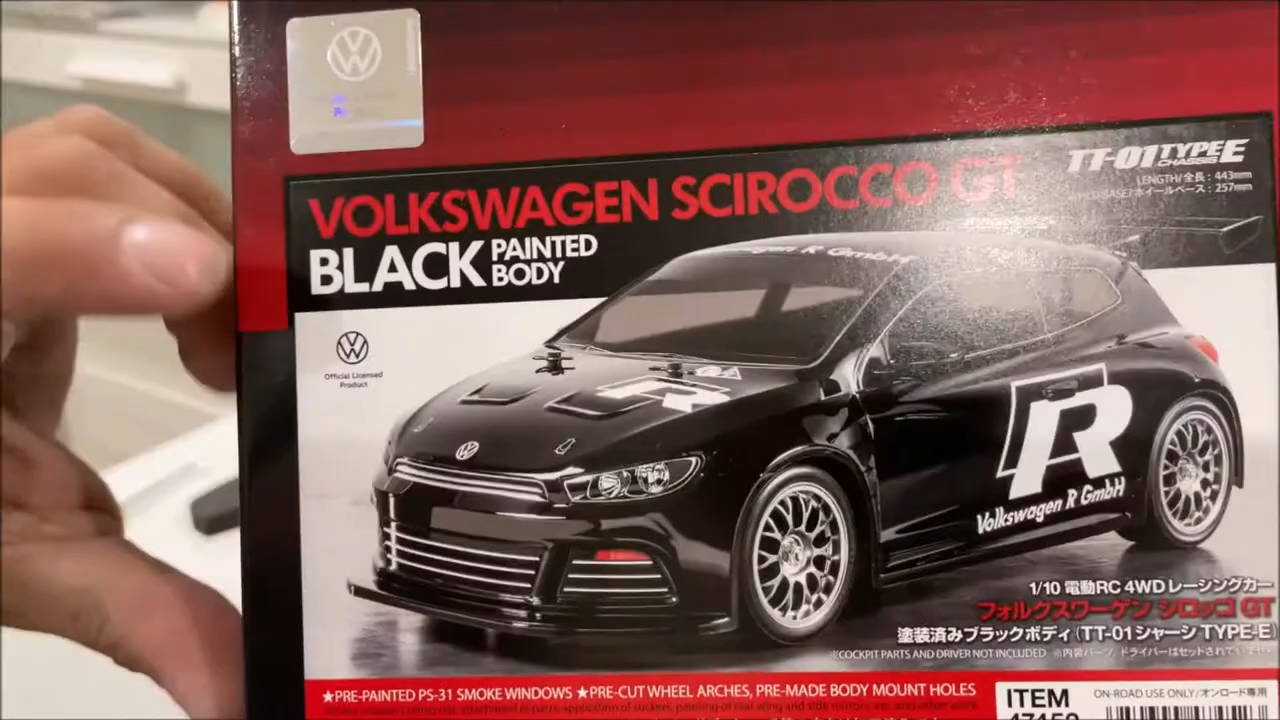 VOLKSWAGEN SCIROCCO GT
BLACK PAINTED
BODY
TT-01 TYPE E
CHASSIS
LENGTH/全長 : 443mm
ホイールベース : 257mm
Official Licensed
Product
Volkswagen R GmbH
R
R
Volkswagen R GmbH
1/10 電動RC 4WDレーシングカー
フォルクスワーゲン シロッコ GT
塗装済みブラックボディ (TT-01シャーシ TYPE-E)
※COCKPIT PARTS AND DRIVER NOT INCLUDED ※内装パーツ、ドライバーはセットされていません
★PRE-PAINTED PS-31 SMOKE WINDOWS ★PRE-CUT WHEEL ARCHES, PRE-MADE BODY MOUNT HOLES
ITEM
ON-ROAD USE ONLY/オンロード専用